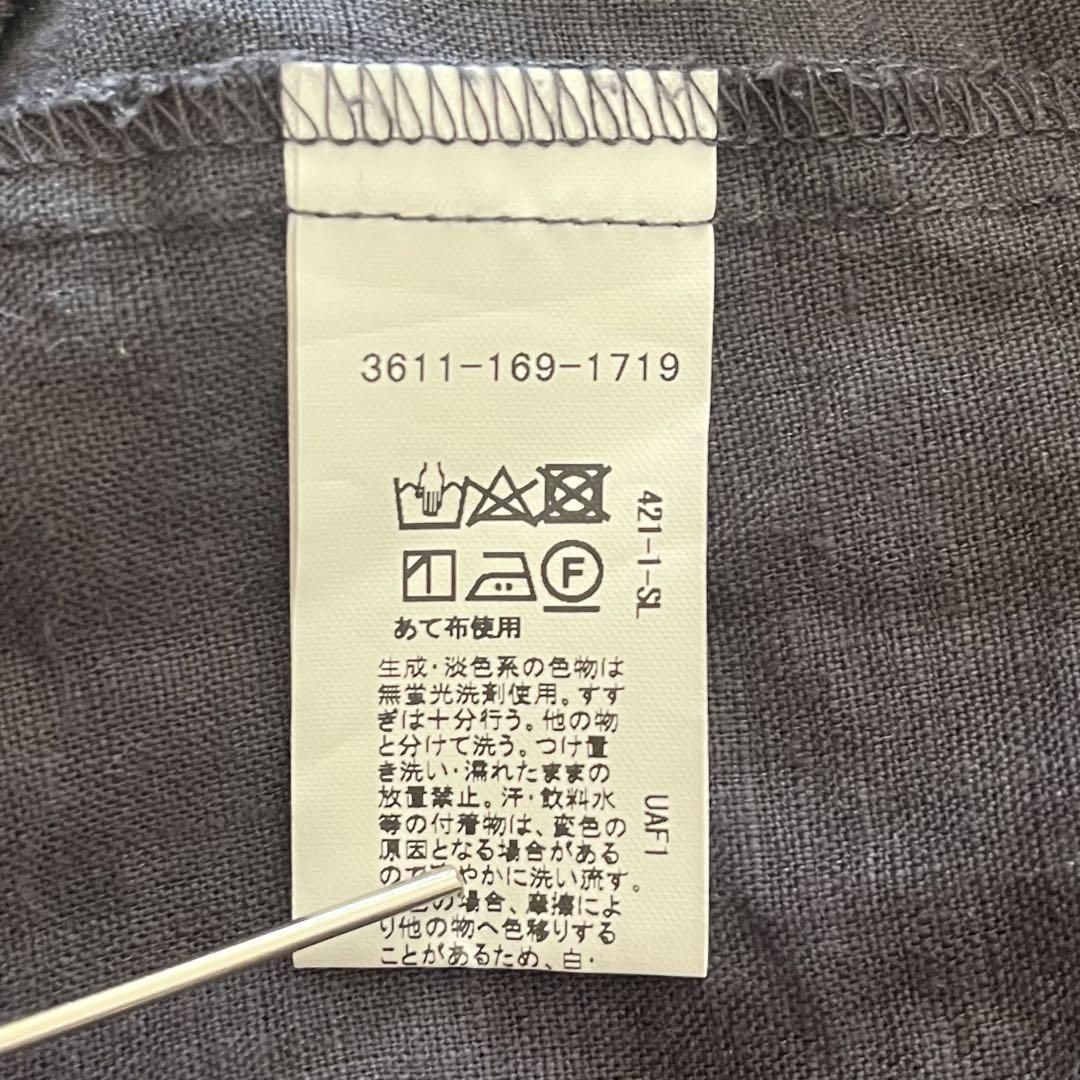 3611-169-1719
F
421-1-SL
あて布使用
生成・淡色系の色物は
無蛍光洗剤使用。すす
ぎは十分行う。他の物
と分けて洗う。つけ置
き洗い・濡れたままの
放置禁止。汗・飲料水
等の付着物は、変色の
原因となる場合がある
ので やかに洗い流す。
の場合、摩擦によ
り他の物へ色移りする
ことがあるため、白・
UAF1